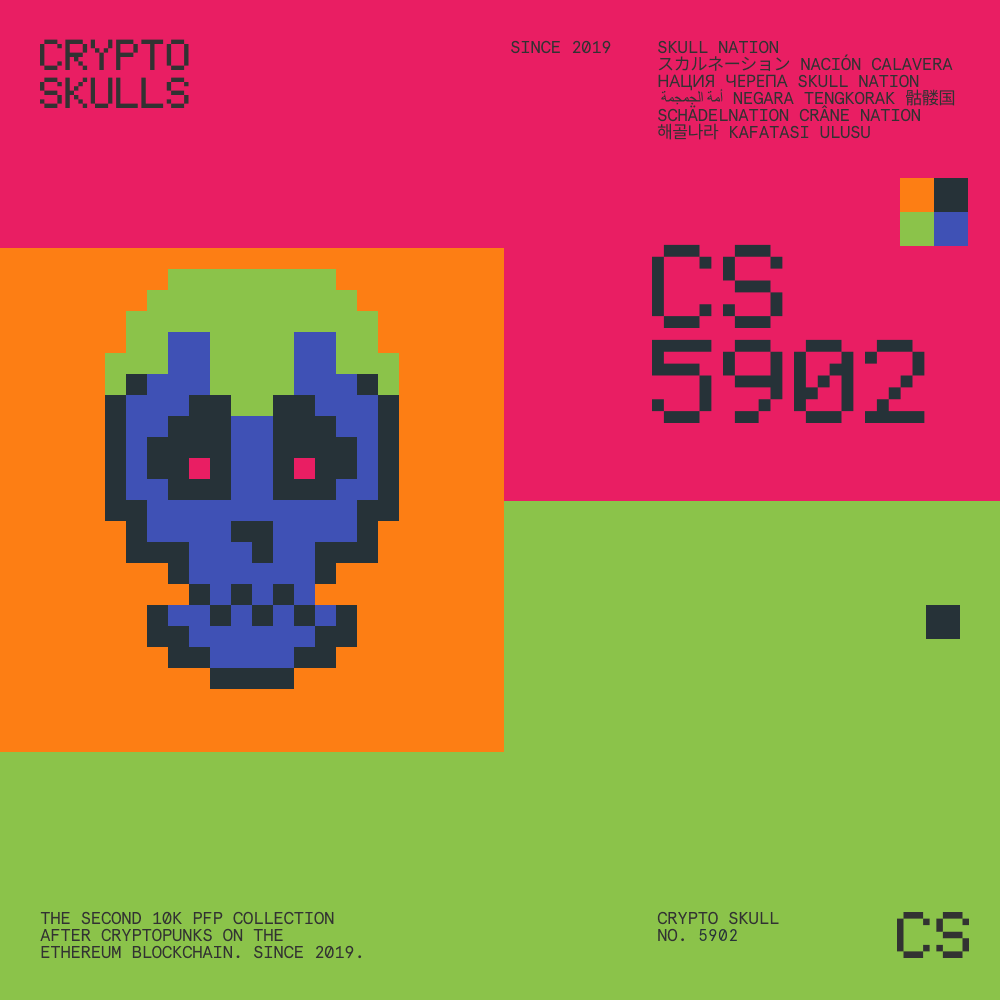 CRYPTO
SKULLS
SINCE 2019
SKULL NATION
スカルネーション NACIÓN CALAVERA
НАЦИЯ ЧЕРЕПА SKULL NATION
أمة الجمجمة NEGARA TENGKORAK 骷髅国
SCHÄDELNATION CRÂNE NATION
해골나라 KAFATASI ULUSU
CS
5902
THE SECOND 10K PFP COLLECTION
AFTER CRYPTOPUNKS ON THE
ETHEREUM BLOCKCHAIN. SINCE 2019.
CRYPTO SKULL
NO. 5902
CS